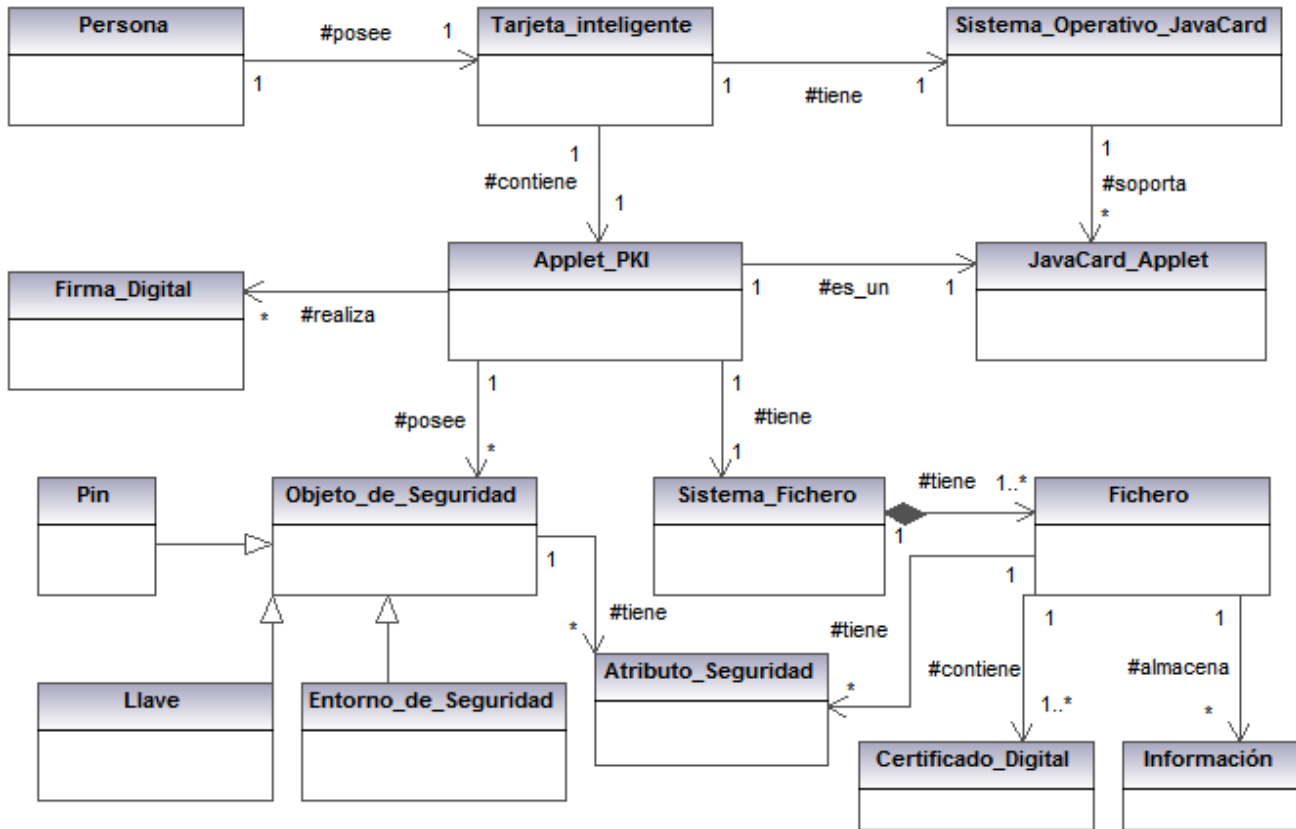 Persona
#posee
1
1
Tarjeta_inteligente
1
#tiene
1
Sistema_Operativo_JavaCard
1
#contiene
1
1
#soporta
*
Firma_Digital
*
#realiza
Applet_PKI
1
#es_un
1
JavaCard_Applet
1
#posee
*
1
#tiene
1
Pin
Objeto_de_Seguridad
1
#tiene
*
Sistema_Fichero
#tiene
1..*
1
Fichero
1
#tiene
*
1
#contiene
1..*
1
#almacena
*
Llave
Entorno_de_Seguridad
Atributo_Seguridad
Certificado_Digital
Información